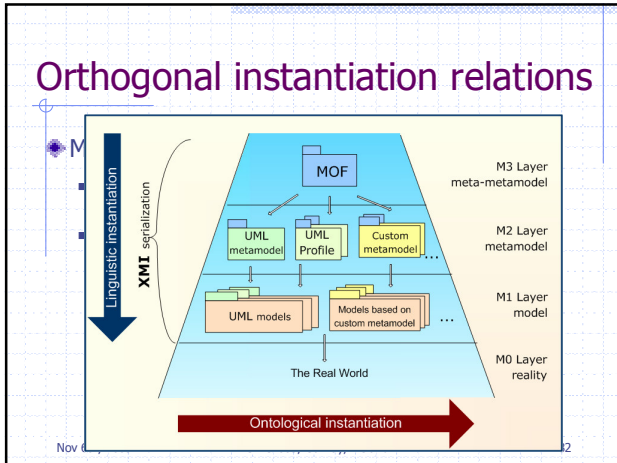 Orthogonal instantiation relations
M
Linguistic instantiation
XMI serialization
MOF
M3 Layer
meta-metamodel
UML
metamodel
UML
Profile
Custom
metamodel
...
M2 Layer
metamodel
UML models
Models based on
custom metamodel
...
M1 Layer
model
The Real World
M0 Layer
reality
Ontological instantiation
Nov